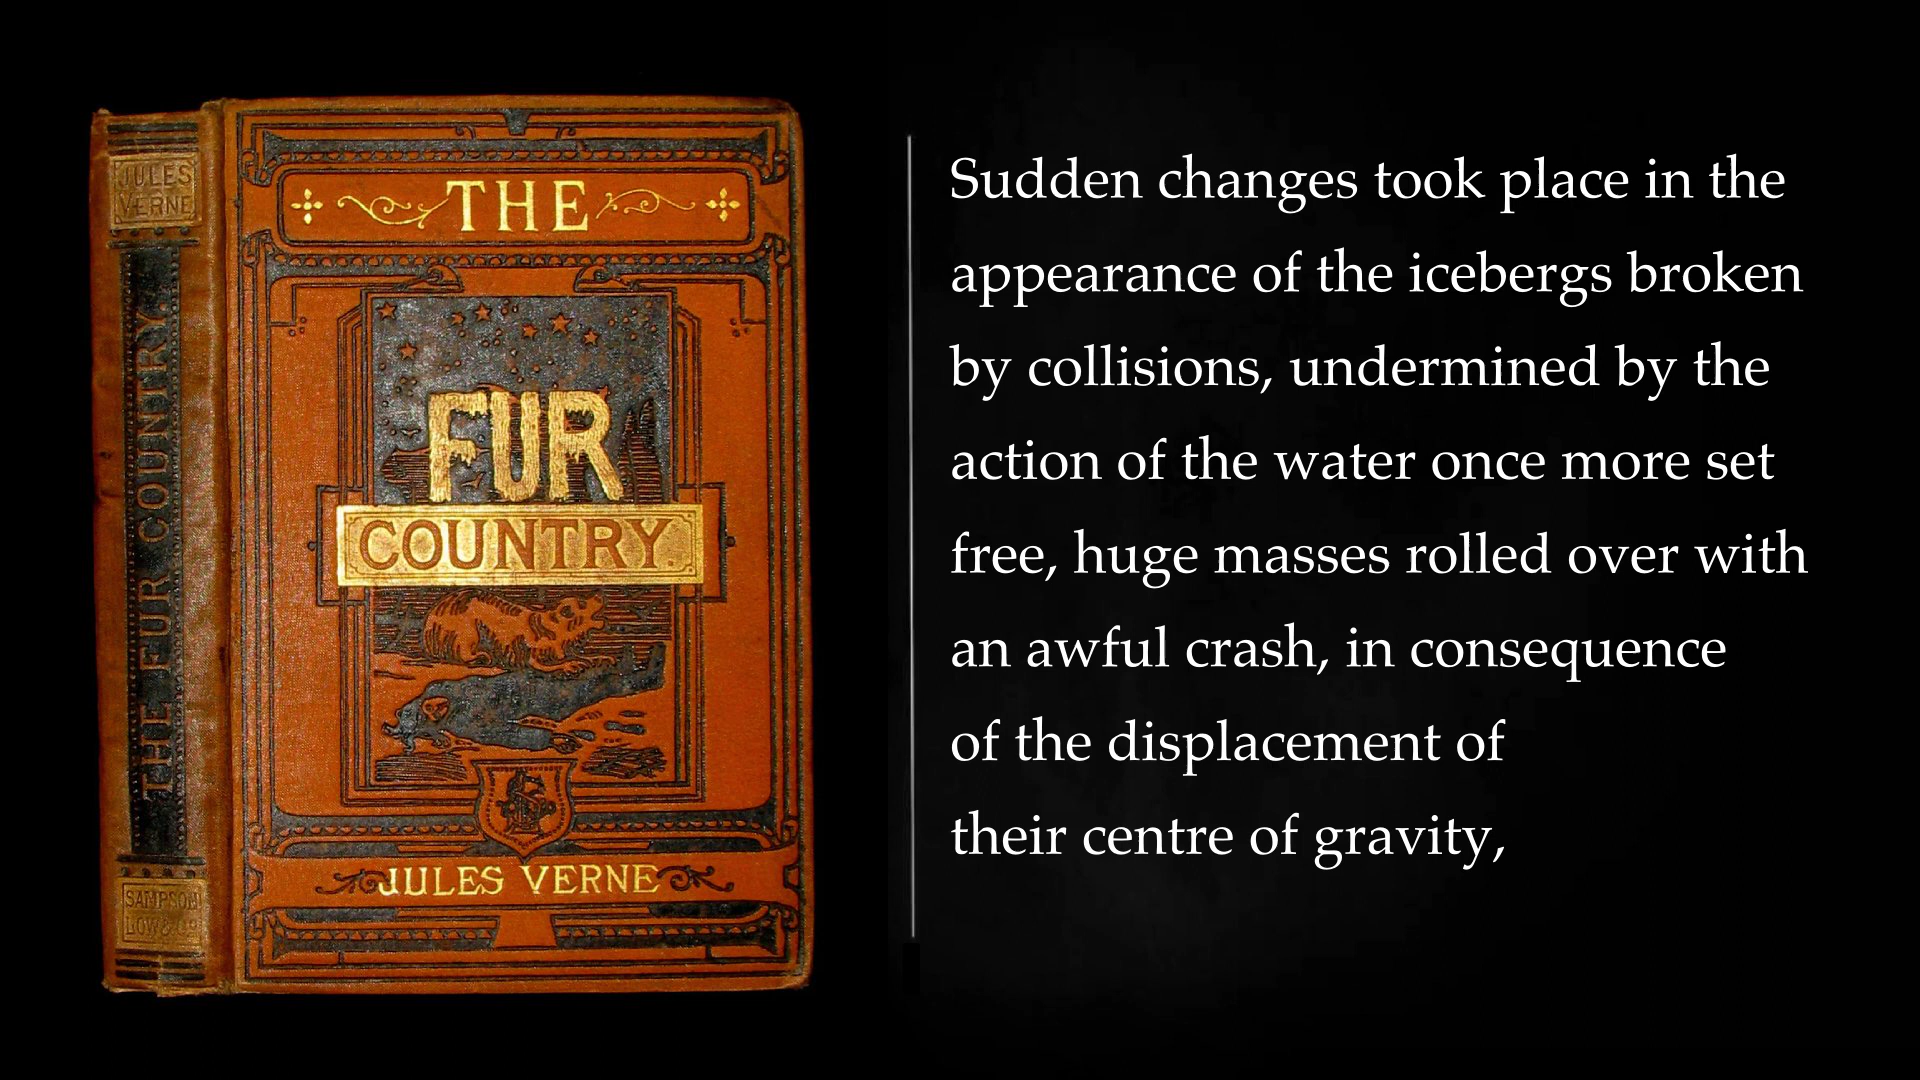 JULES
VERNE
THE FUR COUNTRY.
SAMPSON
LOW & Co
THE
FUR
COUNTRY.
JULES VERNE
Sudden changes took place in the
appearance of the icebergs broken
by collisions, undermined by the
action of the water once more set
free, huge masses rolled over with
an awful crash, in consequence
of the displacement of
their centre of gravity,